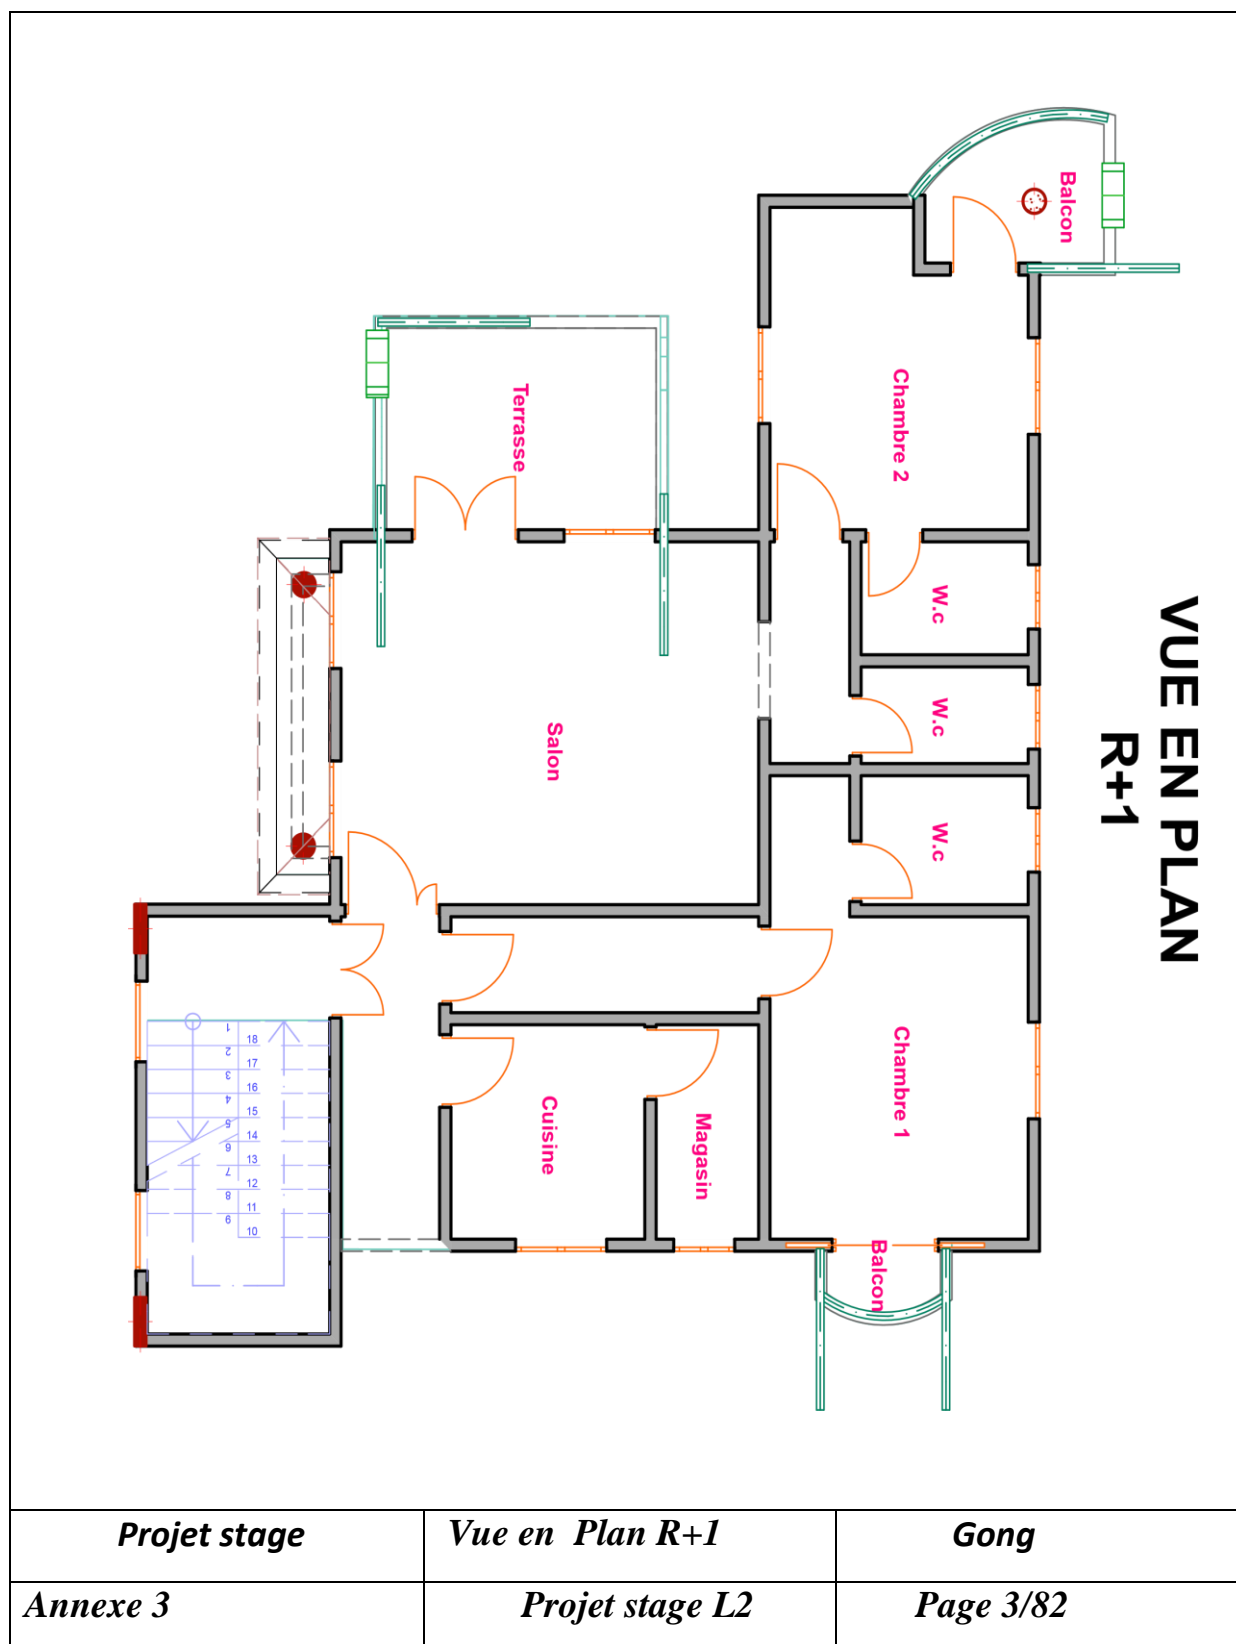 VUE EN PLAN
R+1
Balcon
Chambre 2
Terrasse
W.c
W.c
Salon
W.c
Chambre 1
Cuisine
Magasin
Balcon
1
2
3
4
5
6
7
8
9
18
17
16
15
14
13
12
11
10
Projet stage
Vue en Plan R+1
Gong
Annexe 3
Projet stage L2
Page 3/82